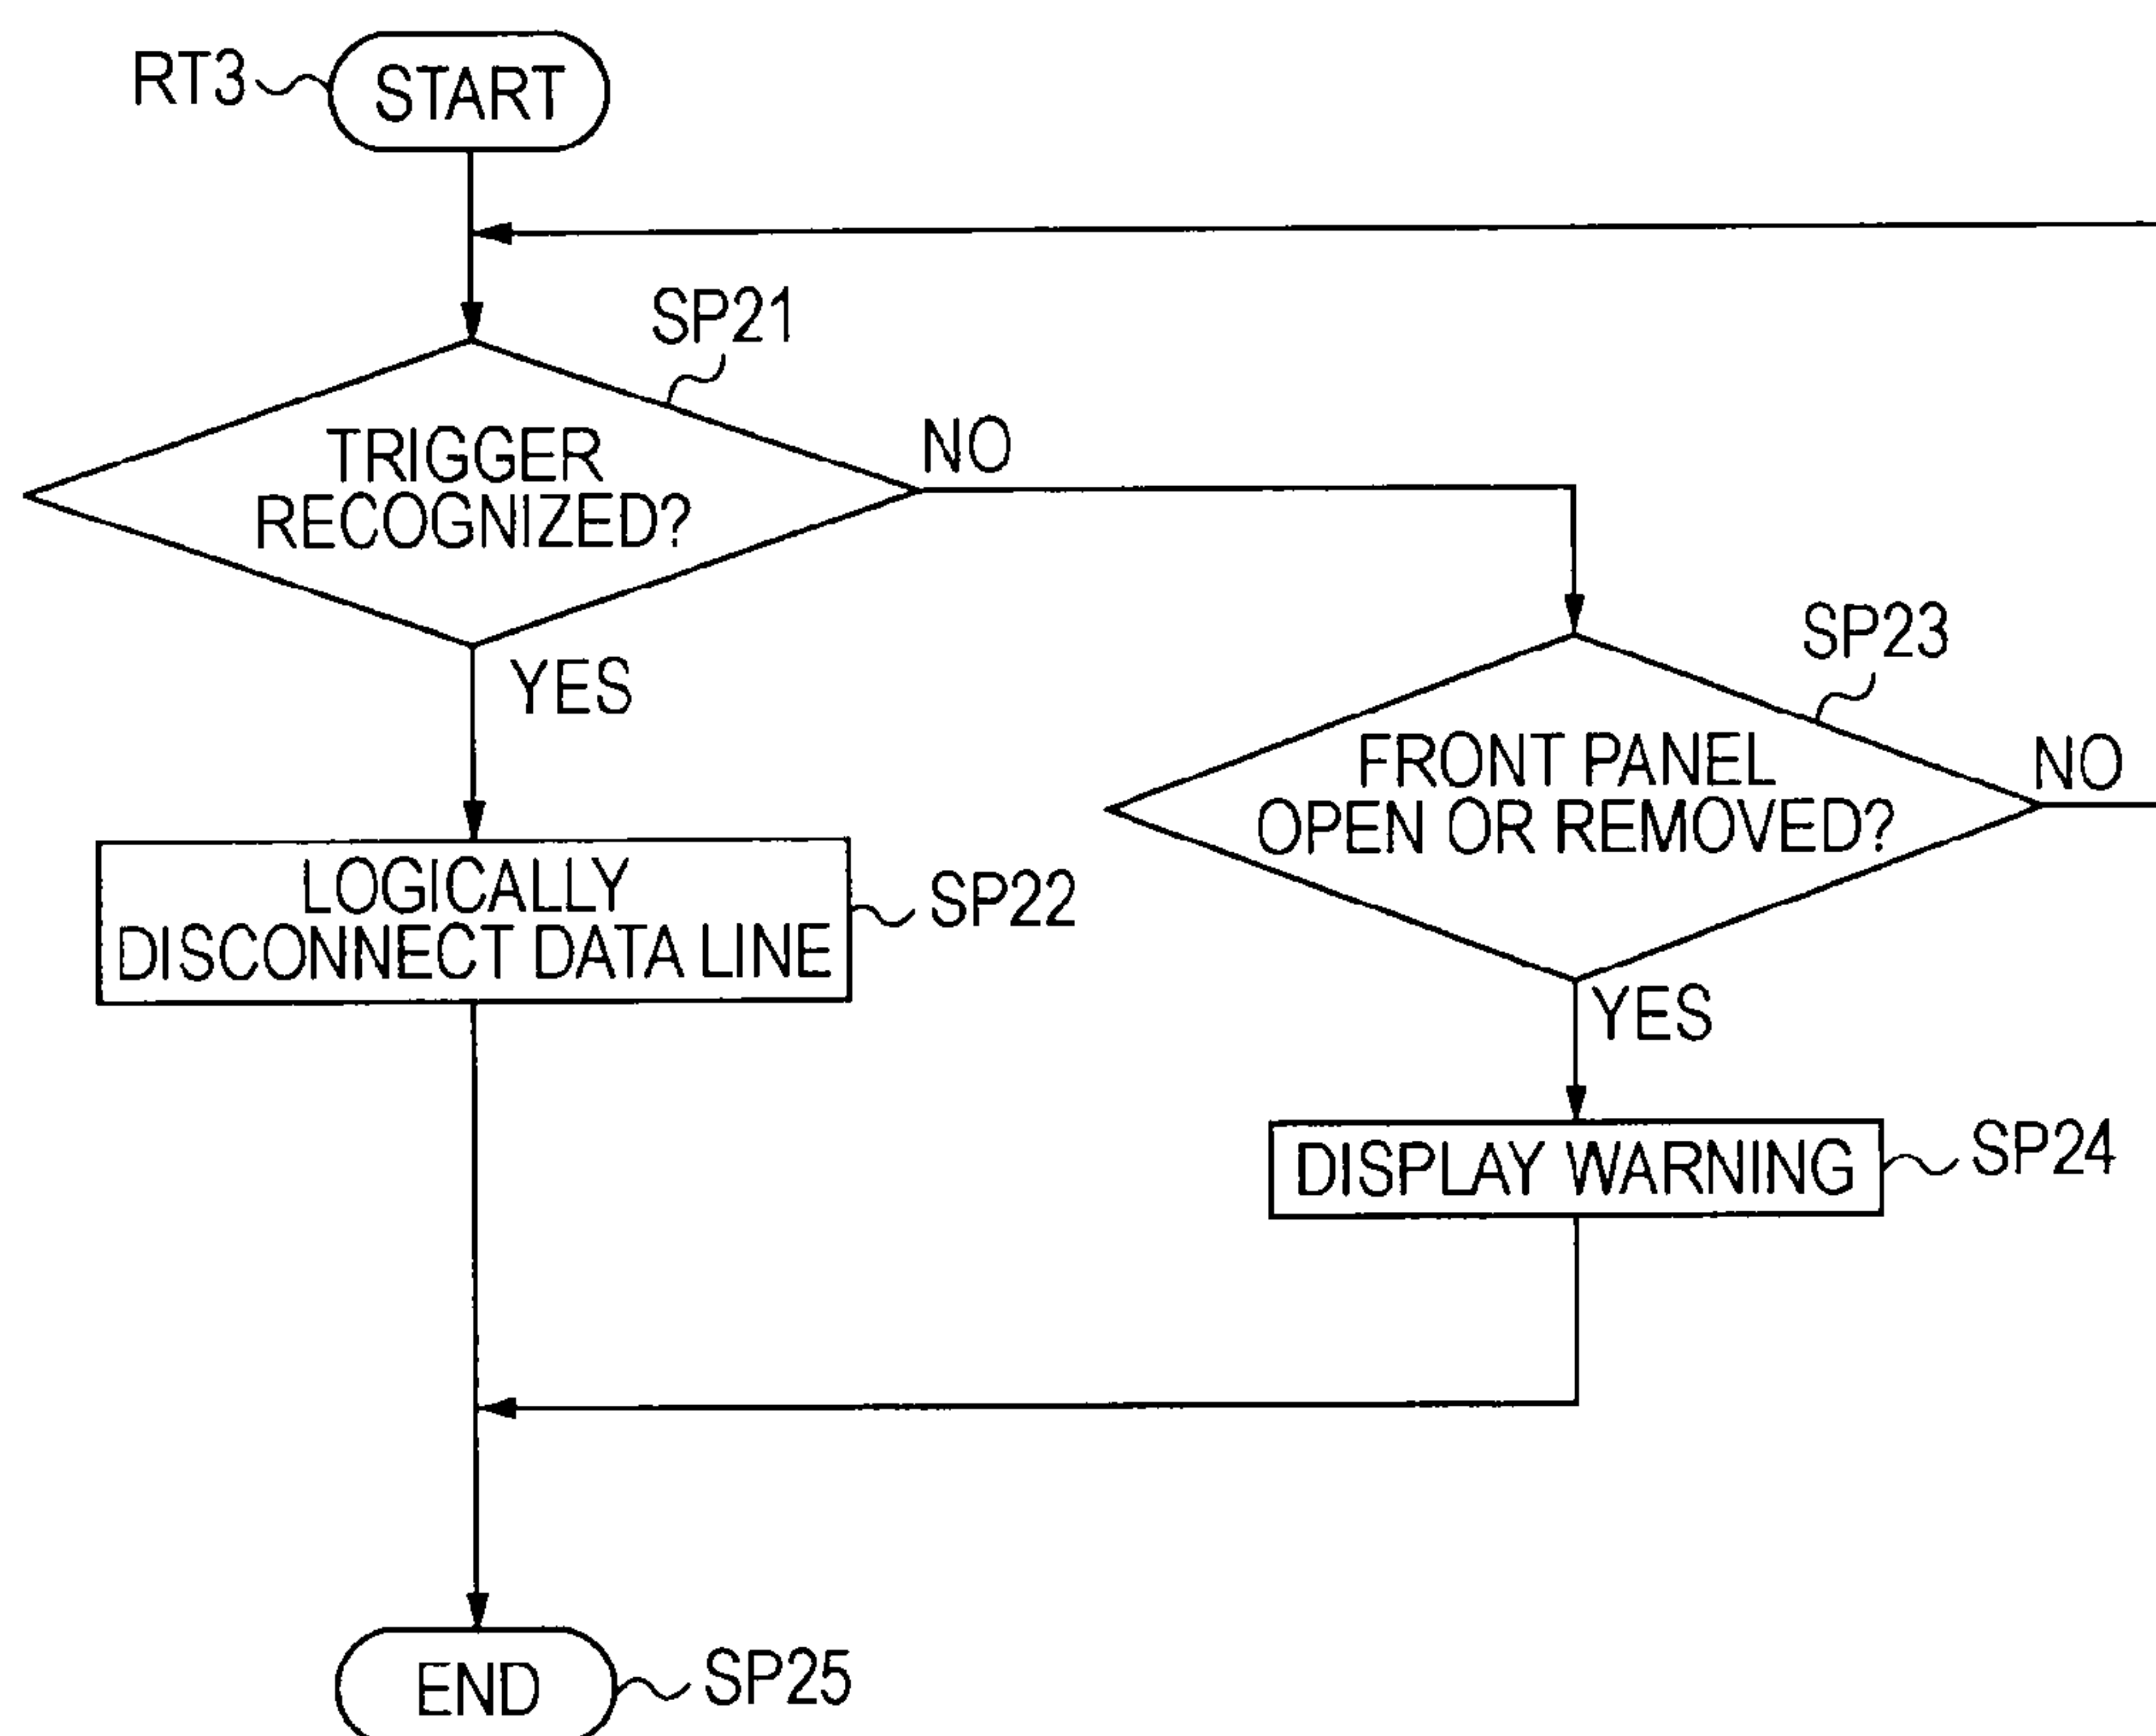 RT3
START
SP21
TRIGGER
RECOGNIZED?
NO
YES
SP23
FRONT PANEL
OPEN OR REMOVED?
NO
YES
LOGICALLY
DISCONNECT DATA LINE
SP22
DISPLAY WARNING
SP24
END
SP25